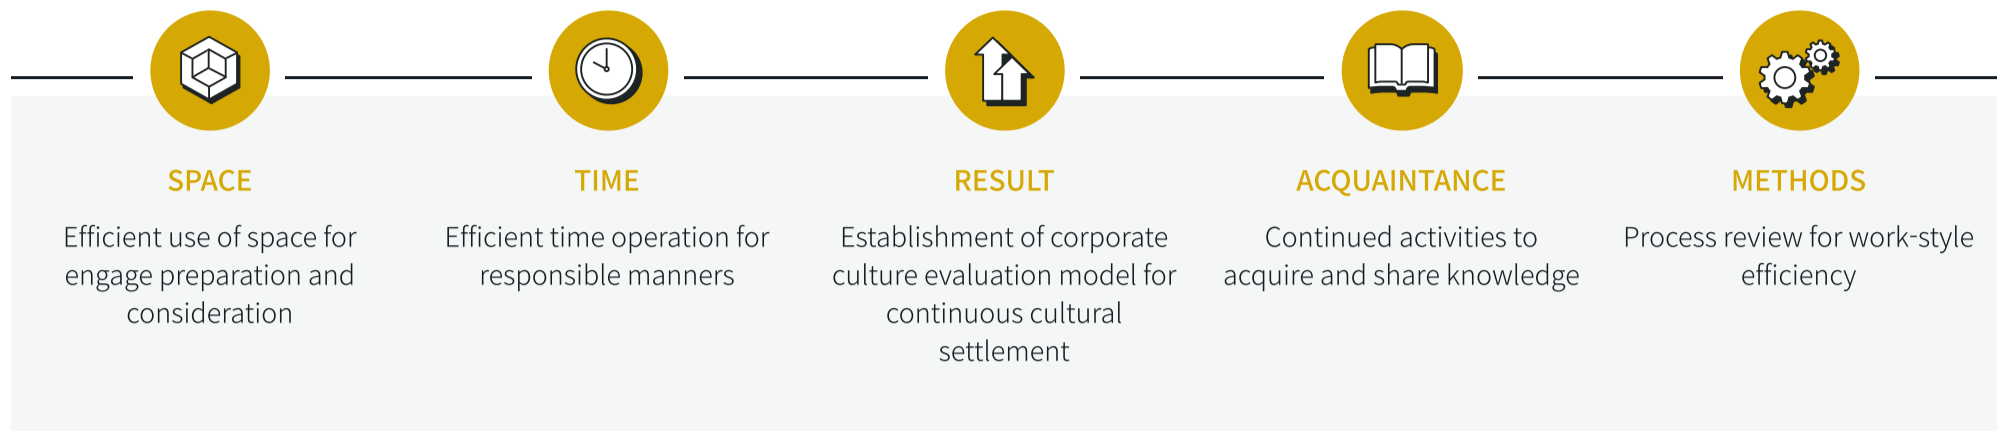 SPACE
Efficient use of space for
engage preparation and
consideration
TIME
Efficient time operation for
responsible manners
RESULT
Establishment of corporate
culture evaluation model for
continuous cultural
settlement
ACQUAINTANCE
Continued activities to
acquire and share knowledge
METHODS
Process review for work-style
efficiency